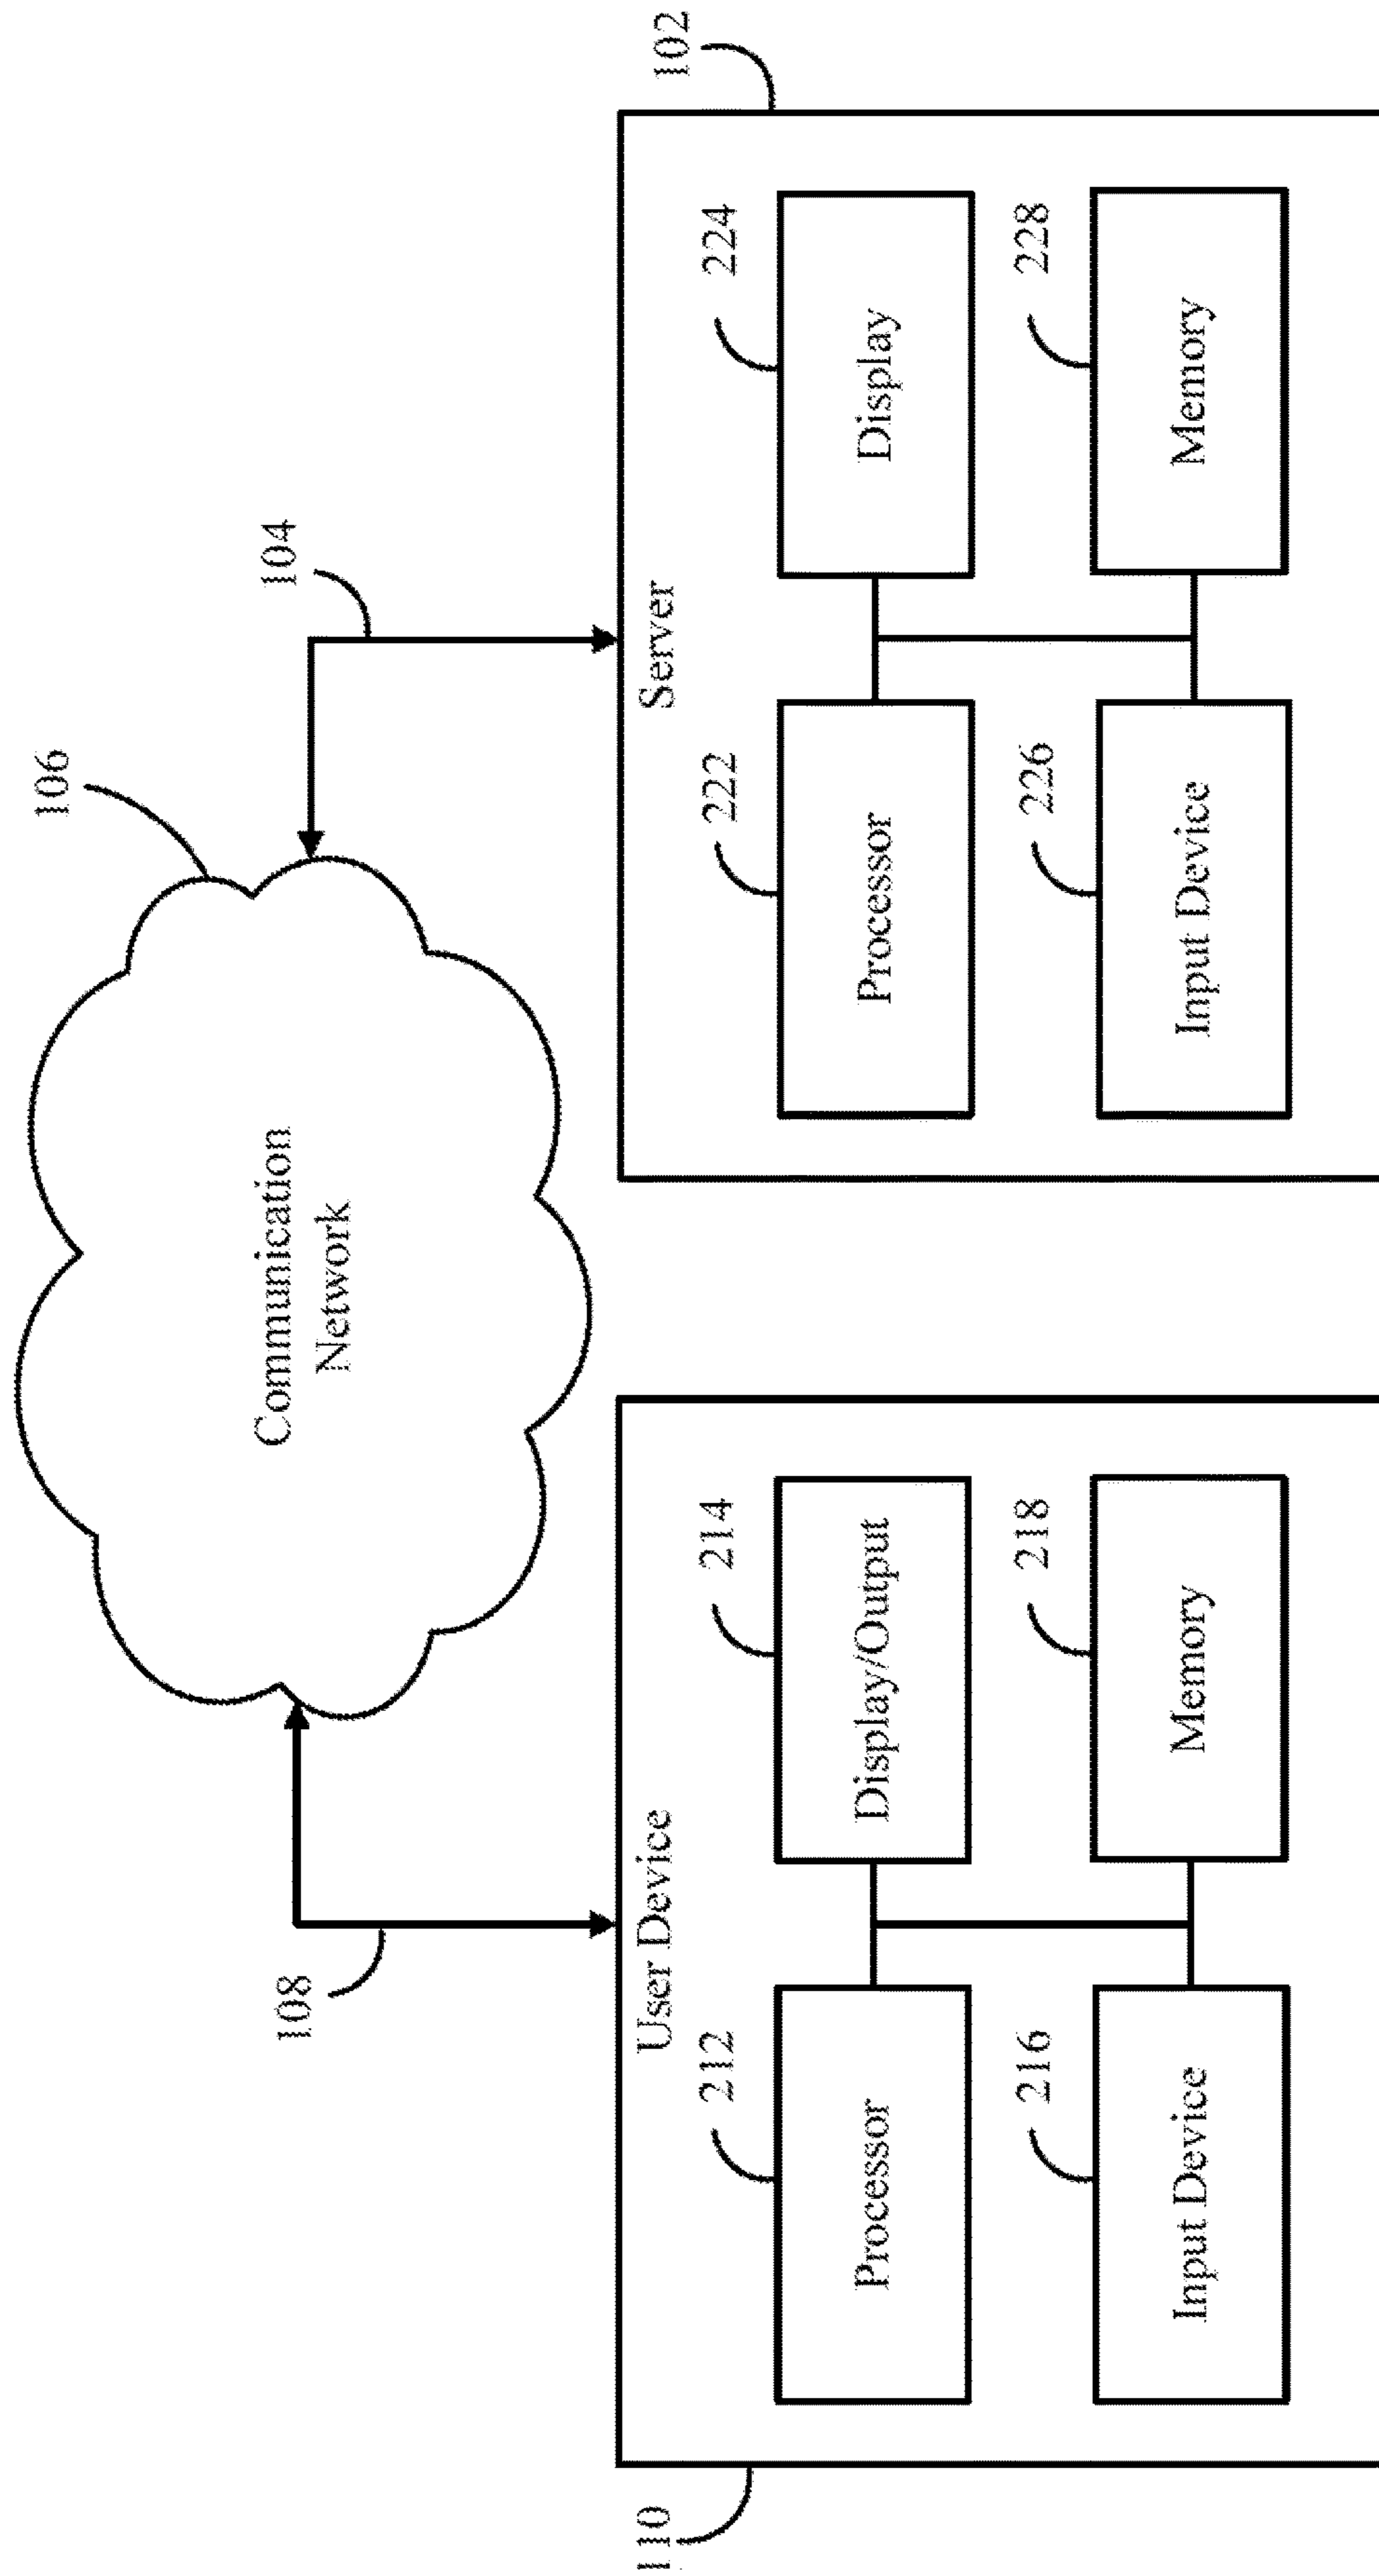 106
Communication
Network
104
108
User Device
212
Processor
214
Display/Output
216
Input Device
218
Memory
110
Server
222
Processor
224
Display
226
Input Device
228
Memory
102